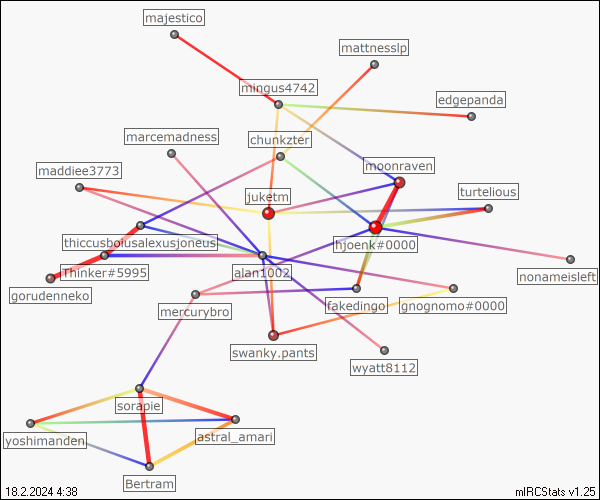 majestico
mattnesslp
mingus4742
edgepanda
marcemadness
chunkzter
moonraven
maddiee3773
juketm
turtelious
thiccusboiusalexusjoneus
hjoenk#0000
Thinker#5995
alan1002
nonameisleft
gorudenneko
fakedingo
gnognomo#0000
mercurybro
swanky.pants
wyatt8112
sorapie
yoshimanden
astral_amari
Bertram
18.2.2024 4:38
mIRCStats v1.25